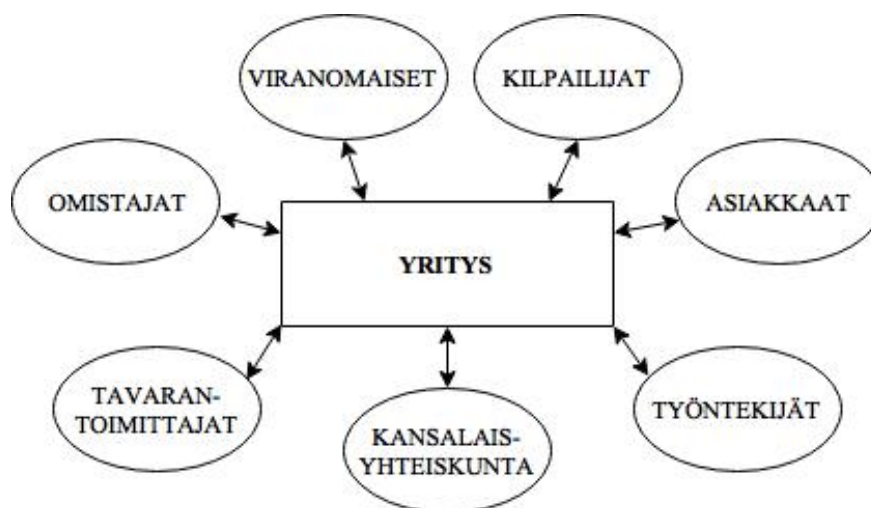 VIRANOMAISET
KILPAILIJAT
OMISTAJAT
ASIAKKAAT
YRITYS
TAVARAN-
TOIMITTAJAT
KANSALAIS-
YHTEISKUNTA
TYÖNTEKIJÄT